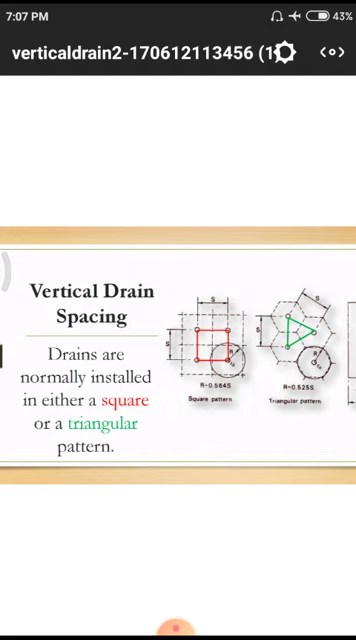 7:07 PM
43%
verticaldrain2-170612113456 (1
Vertical Drain
Spacing
Drains are
normally installed
in either a square
or a triangular
pattern.
S
S
R
R=0.564S
Square pattern
S
S
R
R=0.525S
Triangular pattern